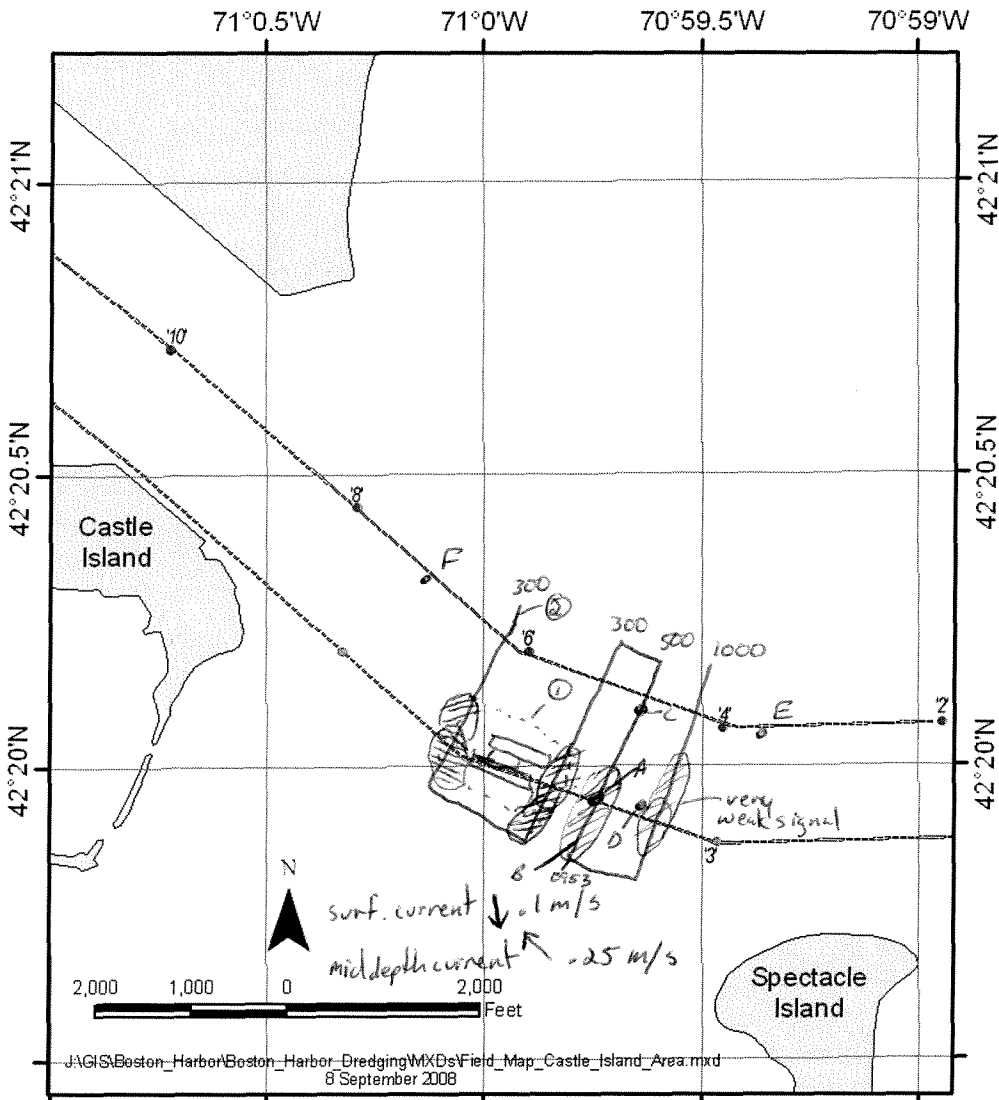 71°0.5'W 71°0'W 70°59.5'W 70°59'W
42°21'N
42°21'N
'10'
42°20.5'N
42°20.5'N
'8'
Castle
Island
F
300
2
'6'
300
500
1000
1
C
'4'
E
'2'
42°20'N
42°20'N
A
very
weak signal
D
'3'
B 0953
N
surf. current .1 m/s
mid depth current .25 m/s
Spectacle
Island
2,000 1,000 0 2,000
Feet
J:\GIS\Boston_Harbor\Boston_Harbor_Dredging\MXDs\Field_Map_Castle_Island_Area.mxd
8 September 2008